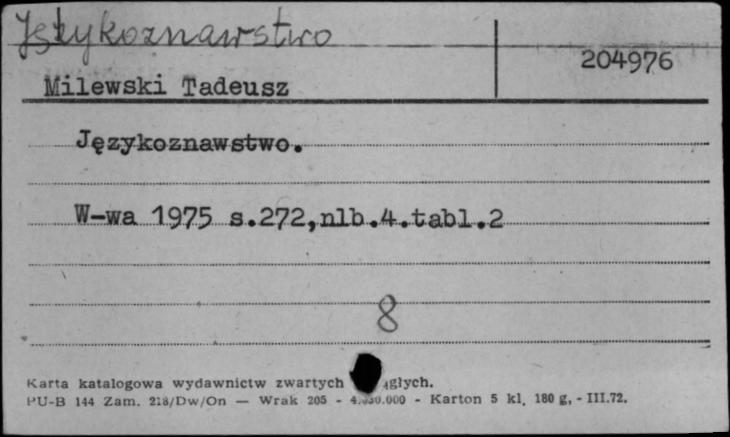 Językoznawstwo
204976
Milewski Tadeusz
Językoznawstwo.
W-wa 1975 s.272,nlb.4.tabl.2
8
Karta katalogowa wydawnictw zwartych
PU-B 144 Zam. 218/Dw/On — Wrak 205 - - Karton 5 kl, 180 g, - III.72.